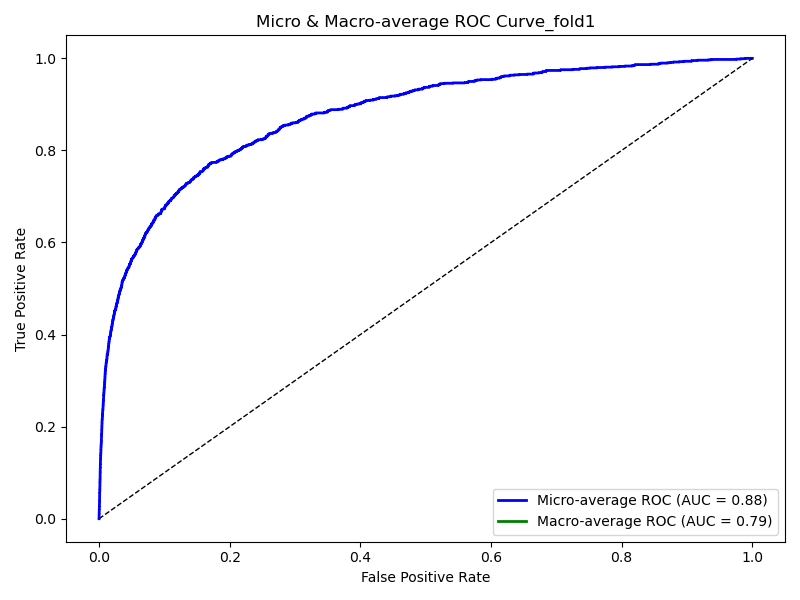 Micro & Macro-average ROC Curve_fold1
True Positive Rate
1.0
0.8
0.6
0.4
0.2
0.0
Micro-average ROC (AUC = 0.88)
Macro-average ROC (AUC = 0.79)
0.0 0.2 0.4 0.6 0.8 1.0
False Positive Rate